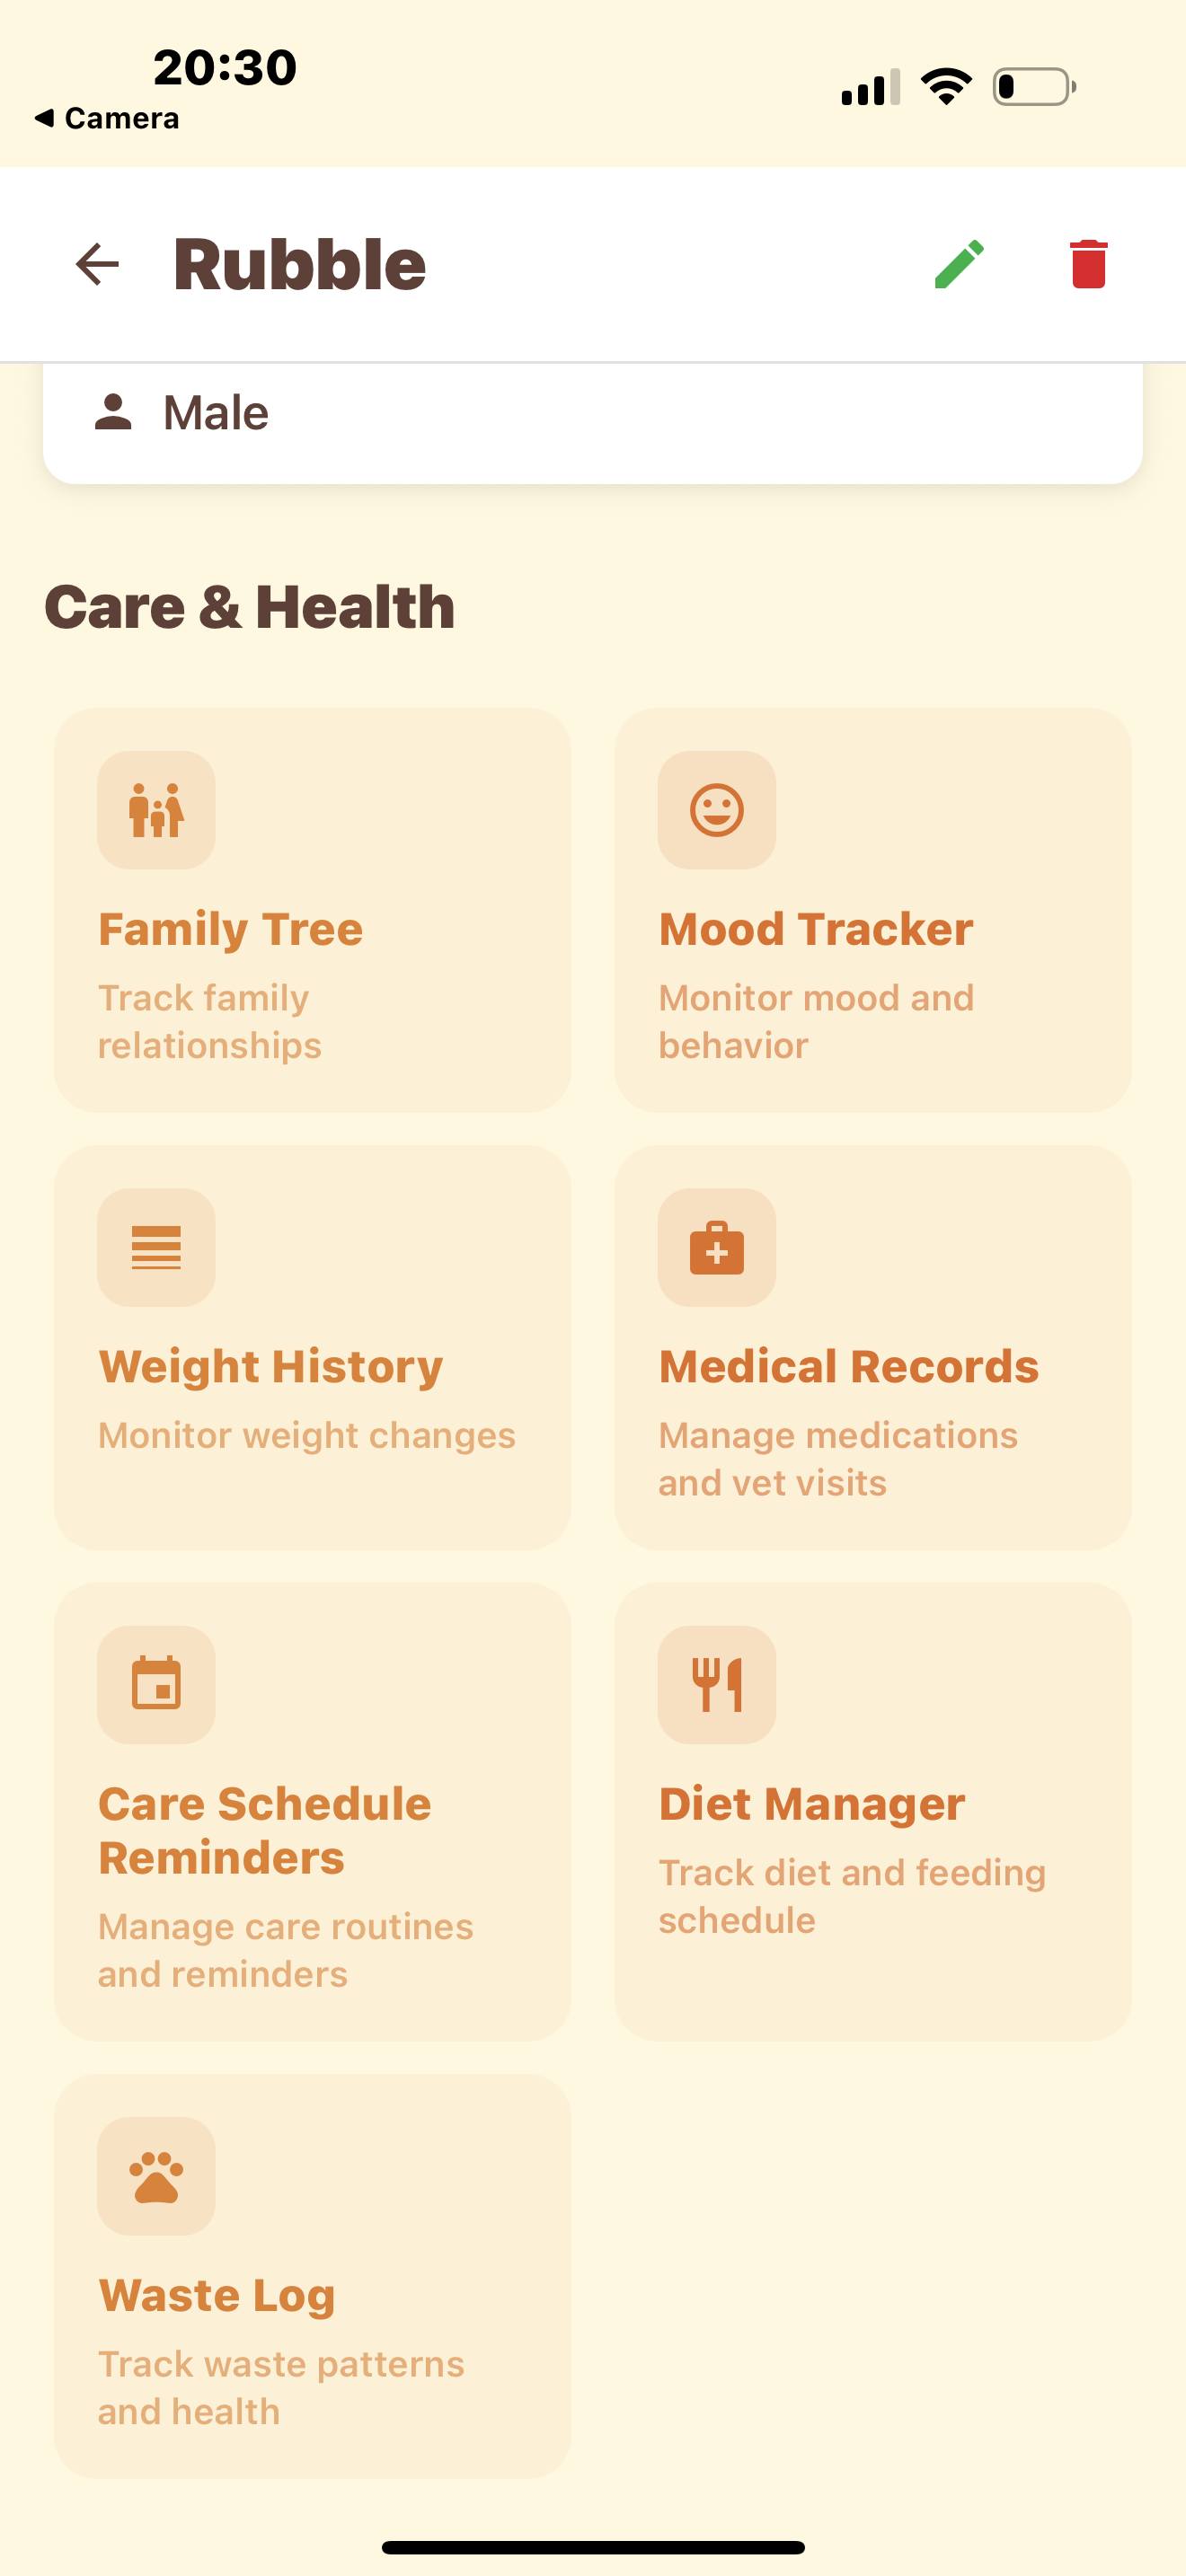 20:30
◀ Camera
Rubble
Male
Care & Health
Family Tree
Track family
relationships
Mood Tracker
Monitor mood and
behavior
Weight History
Monitor weight changes
Medical Records
Manage medications
and vet visits
Care Schedule
Reminders
Manage care routines
and reminders
Diet Manager
Track diet and feeding
schedule
Waste Log
Track waste patterns
and health